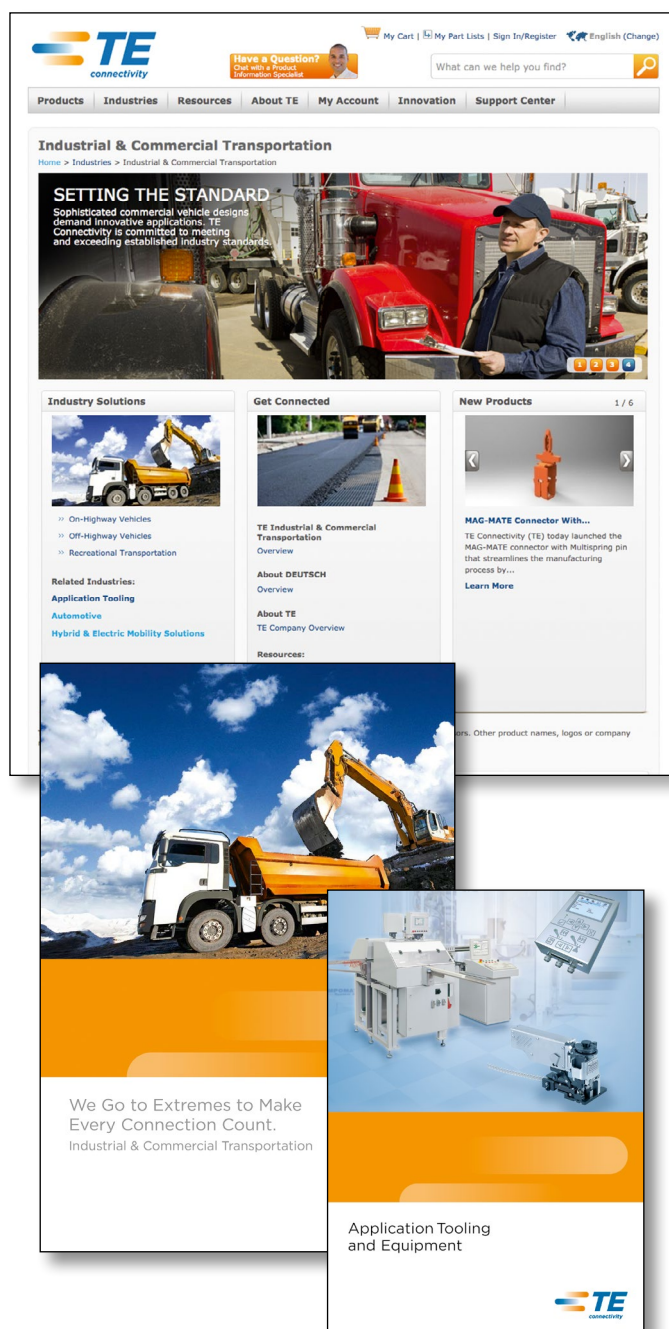 TE
connectivity
My Cart | My Part Lists | Sign In/Register English (Change)
Have a Question?
Chat with a Product
Information Specialist
What can we help you find?
Products Industries Resources About TE My Account Innovation Support Center
Industrial & Commercial Transportation
Home > Industries > Industrial & Commercial Transportation
SETTING THE STANDARD
Sophisticated commercial vehicle designs
demand innovative applications. TE
Connectivity is committed to meeting
and exceeding established industry standards.
1 2 3 4
Industry Solutions
›› On-Highway Vehicles
›› Off-Highway Vehicles
›› Recreational Transportation
Related Industries:
Application Tooling
Automotive
Hybrid & Electric Mobility Solutions
Get Connected
TE Industrial & Commercial
Transportation
Overview
About DEUTSCH
Overview
About TE
TE Company Overview
Resources:
New Products 1 / 6
MAG-MATE Connector With...
TE Connectivity (TE) today launched the
MAG-MATE connector with Multispring pin
that streamlines the manufacturing
process by...
Learn More
ors. Other product names, logos or company
We Go to Extremes to Make
Every Connection Count.
Industrial & Commercial Transportation
Application Tooling
and Equipment
TE
connectivity